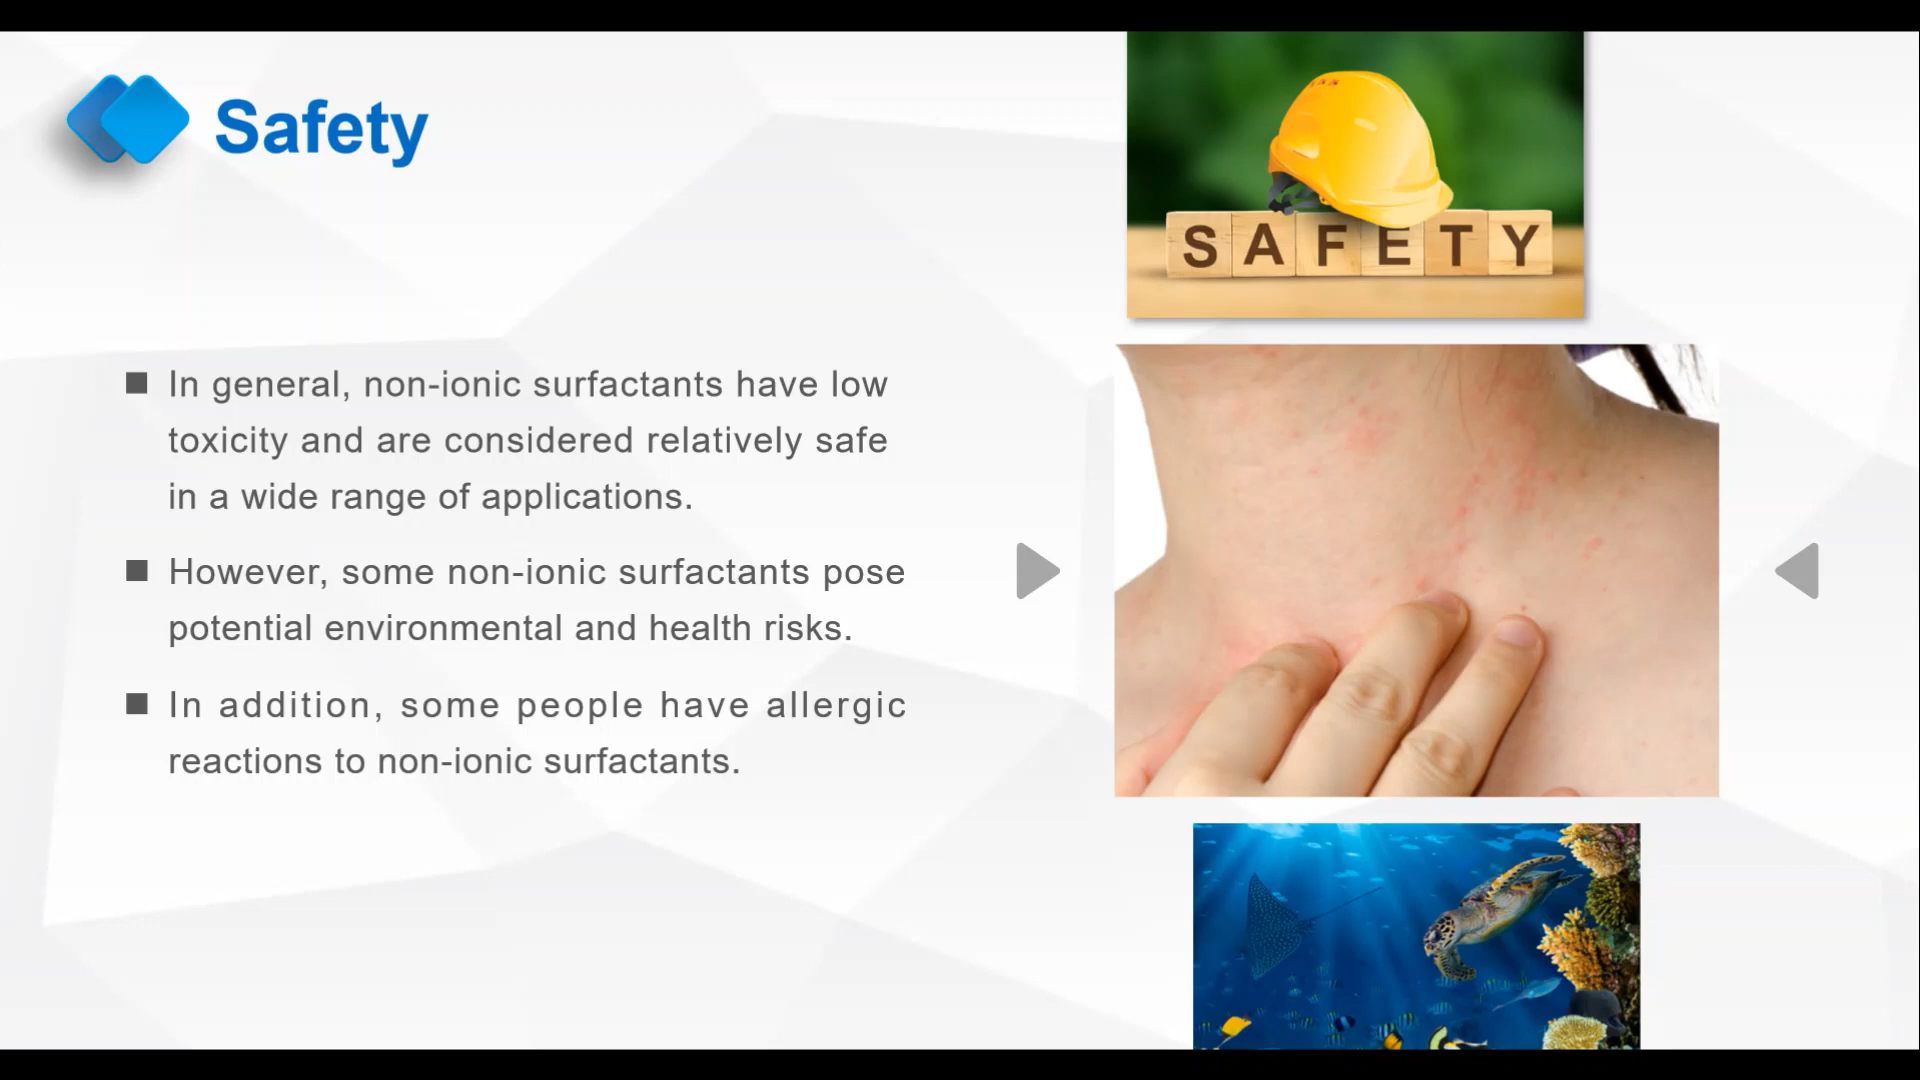 Safety
SAFETY
■ In general, non-ionic surfactants have low
toxicity and are considered relatively safe
in a wide range of applications.
■ However, some non-ionic surfactants pose
potential environmental and health risks.
■ In addition, some people have allergic
reactions to non-ionic surfactants.